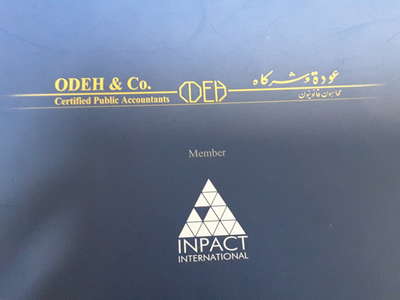 ODEH & Co.
Certified Public Accountants
ODEH
عودة وشركاه
محاسبون قانونيون
Member
INPACT
INTERNATIONAL